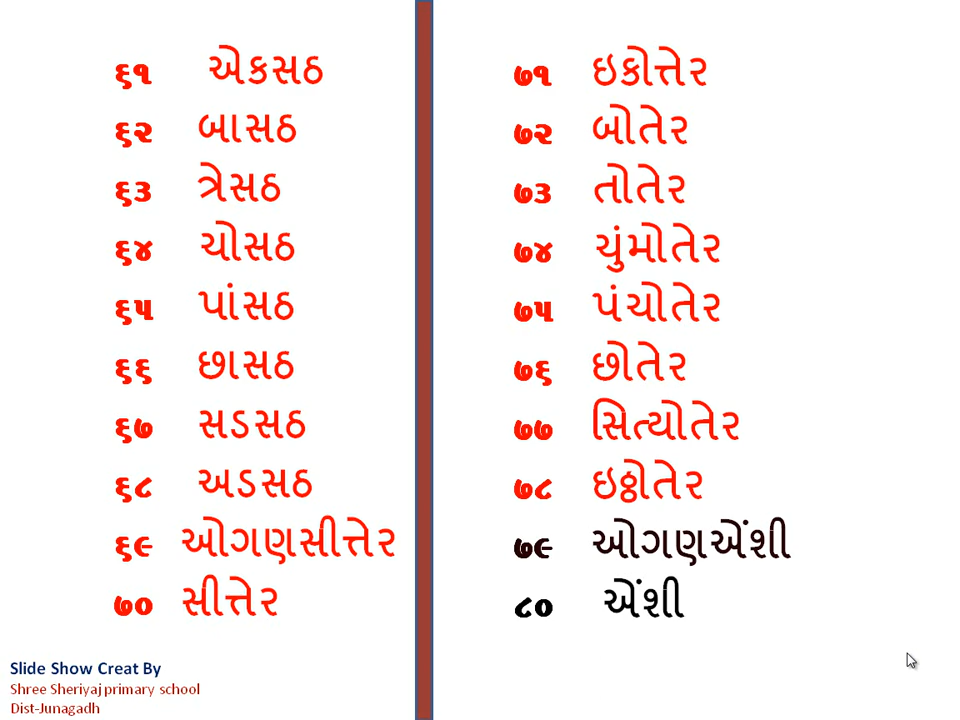 ૬૧ એકસઠ
૬૨ બાસઠ
૬૩ ત્રેસઠ
૬૪ ચોસઠ
૬૫ પાંસઠ
૬૬ છાસઠ
૬૭ સડસઠ
૬૮ અડસઠ
૬૯ ઓગણસીત્તેર
૭૦ સીત્તેર
૭૧ ઇકોત્તેર
૭૨ બોતેર
૭૩ તોતેર
૭૪ ચુંમોતેર
૭૫ પંચોતેર
૭૬ છોતેર
૭૭ સિત્યોતેર
૭૮ ઇઠ્ઠોતેર
૭૯ ઓગણએંશી
૮૦ એંશી
Slide Show Creat By
Shree Sheriyaj primary school
Dist-Junagadh